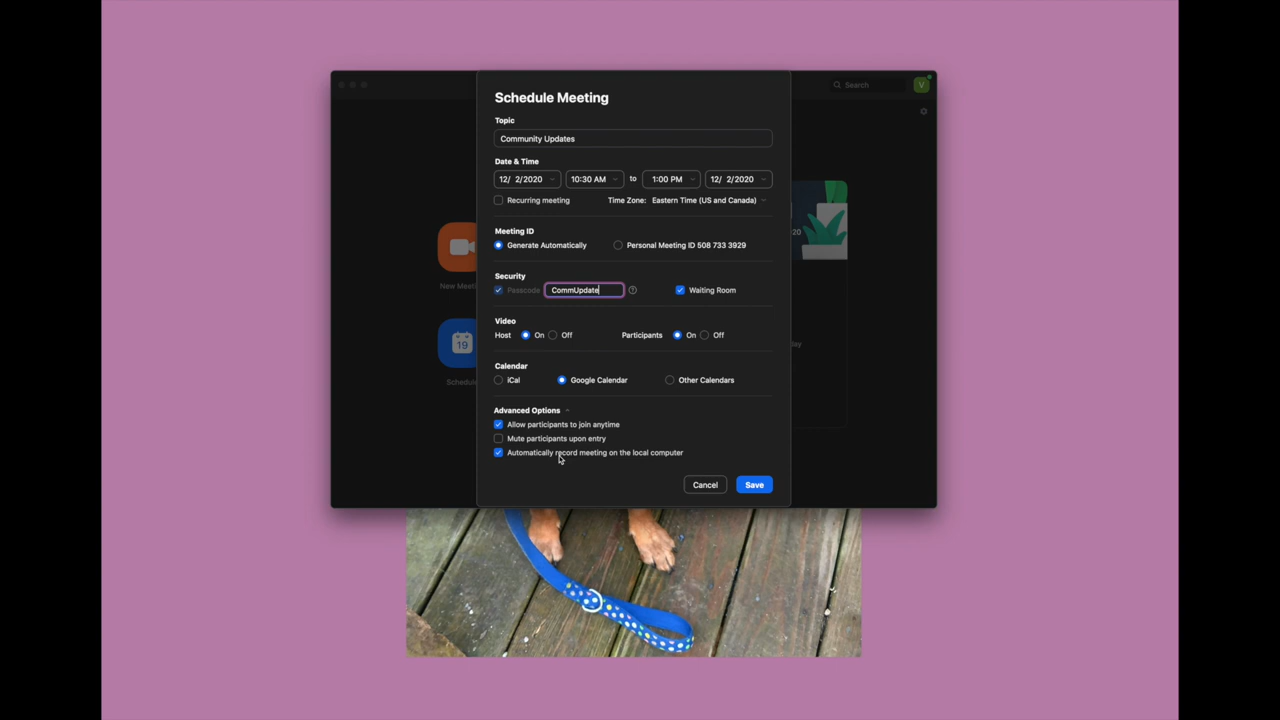 Search
V
Schedule Meeting
Topic
Community Updates
Date & Time
12/ 2/2020 10:30 AM to 1:00 PM 12/ 2/2020
Recurring meeting Time Zone: Eastern Time (US and Canada)
Meeting ID
Generate Automatically Personal Meeting ID 508 733 3929
Security
Passcode CommUpdate ? Waiting Room
Video
Host On Off Participants On Off
Calendar
iCal Google Calendar Other Calendars
Advanced Options
Allow participants to join anytime
Mute participants upon entry
Automatically record meeting on the local computer
Cancel Save
New Meeti
19
Schedule
20
day